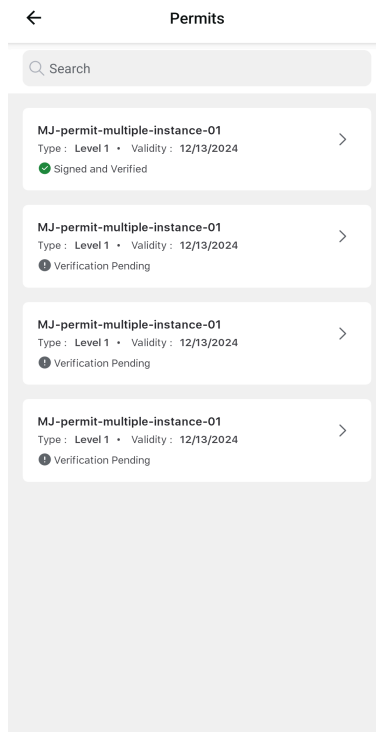 Permits
Search
MJ-permit-multiple-instance-01
Type : Level 1 • Validity : 12/13/2024
Signed and Verified
MJ-permit-multiple-instance-01
Type : Level 1 • Validity : 12/13/2024
Verification Pending
MJ-permit-multiple-instance-01
Type : Level 1 • Validity : 12/13/2024
Verification Pending
MJ-permit-multiple-instance-01
Type : Level 1 • Validity : 12/13/2024
Verification Pending